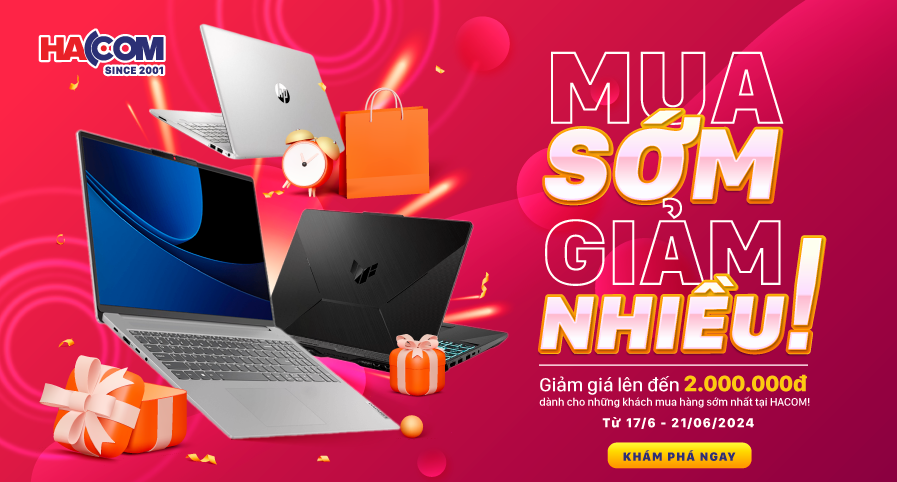 HACOM
SINCE 2001
hp
MUA
SỚM
GIẢM
NHIỀU!
Giảm giá lên đến 2.000.000đ
dành cho những khách mua hàng sớm nhất tại HACOM!
Từ 17/6 - 21/06/2024
KHÁM PHÁ NGAY